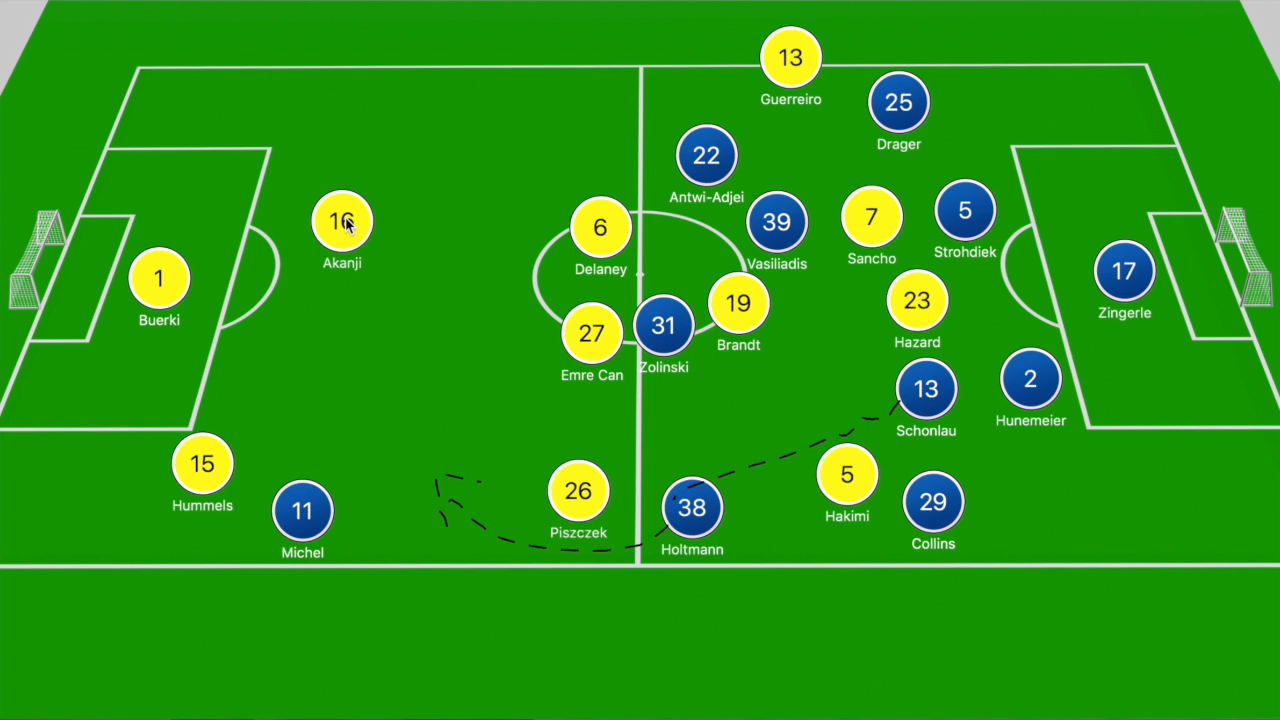 13
Guerreiro
25
Drager
22
Antwi-Adjei
16
Akanji
6
Delaney
39
Vasiliadis
7
Sancho
5
Strohdiek
1
Buerki
17
Zingerle
19
Brandt
23
Hazard
27
Emre Can
31
Zolinski
13
Schonlau
2
Hunemeier
15
Hummels
11
Michel
26
Piszczek
38
Holtmann
5
Hakimi
29
Collins